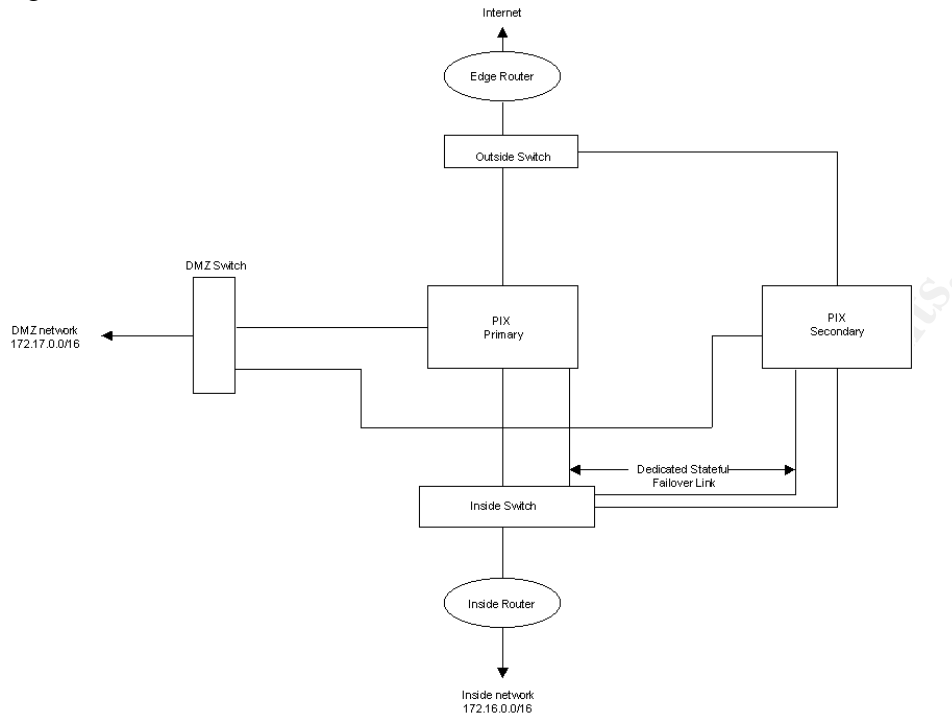 Internet
Edge Router
Outside Switch
DMZ Switch
PIX
Primary
PIX
Secondary
DMZ network
172.17.0.0/16
Dedicated Stateful
Failover Link
Inside Switch
Inside Router
Inside network
172.16.0.0/16